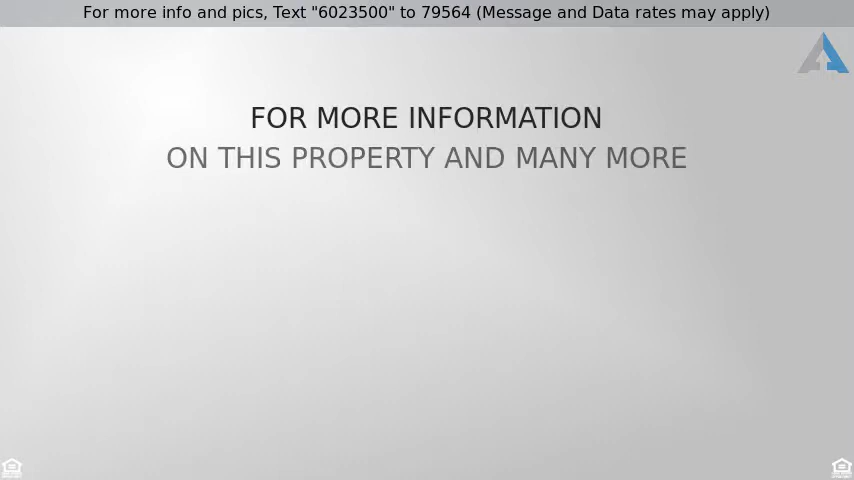 For more info and pics, Text "6023500" to 79564 (Message and Data rates may apply)
FOR MORE INFORMATION
ON THIS PROPERTY AND MANY MORE